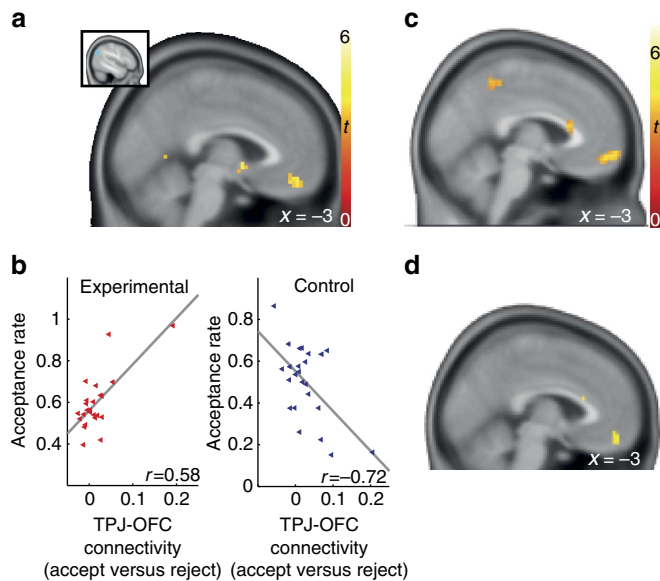 a
6
t
0
x = –3
c
6
t
0
x = –3
b
Experimental
Acceptance rate
1
0.8
0.6
0.4
0
0.1
0.2
r=0.58
TPJ-OFC
connectivity
(accept versus reject)
Control
Acceptance rate
0.8
0.6
0.4
0.2
0
0
0.1
0.2
r=–0.72
TPJ-OFC
connectivity
(accept versus reject)
d
x = –3